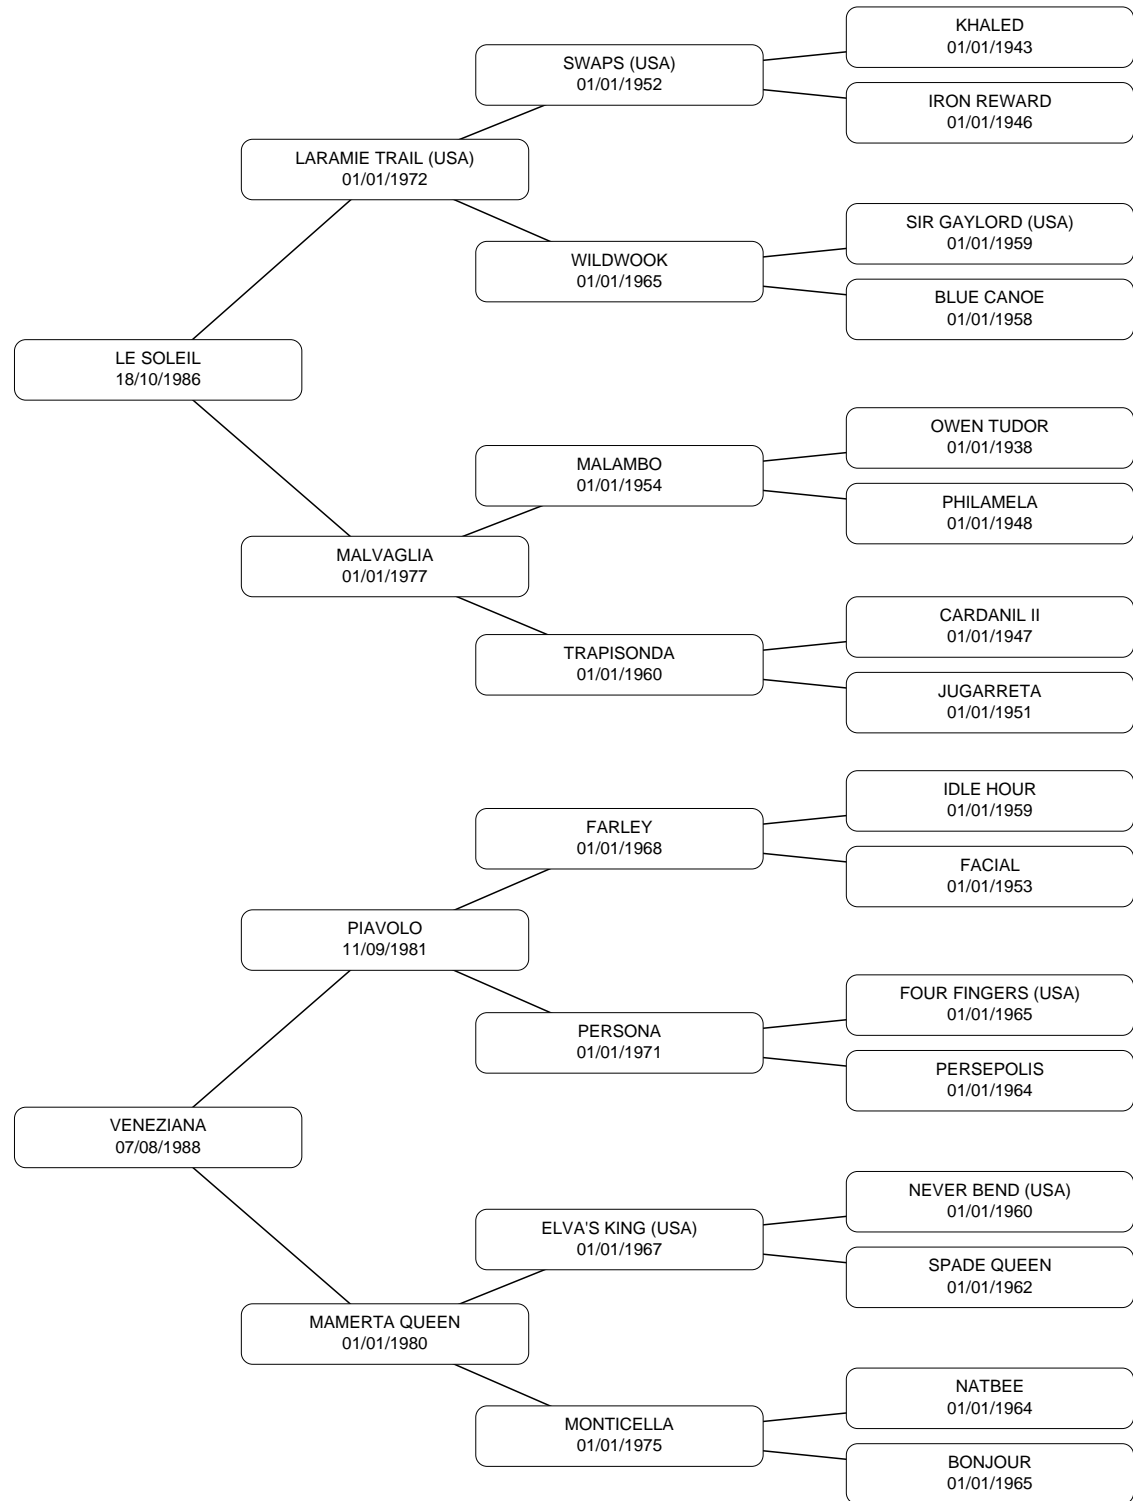 KHALED
01/01/1943
SWAPS (USA)
01/01/1952
IRON REWARD
01/01/1946
LARAMIE TRAIL (USA)
01/01/1972
SIR GAYLORD (USA)
01/01/1959
WILDWOOK
01/01/1965
BLUE CANOE
01/01/1958
LE SOLEIL
18/10/1986
OWEN TUDOR
01/01/1938
MALAMBO
01/01/1954
PHILAMELA
01/01/1948
MALVAGLIA
01/01/1977
CARDANIL II
01/01/1947
TRAPISONDA
01/01/1960
JUGARRETA
01/01/1951
IDLE HOUR
01/01/1959
FARLEY
01/01/1968
FACIAL
01/01/1953
PIAVOLO
11/09/1981
FOUR FINGERS (USA)
01/01/1965
PERSONA
01/01/1971
PERSEPOLIS
01/01/1964
VENEZIANA
07/08/1988
NEVER BEND (USA)
01/01/1960
ELVA'S KING (USA)
01/01/1967
SPADE QUEEN
01/01/1962
MAMERTA QUEEN
01/01/1980
NATBEE
01/01/1964
MONTICELLA
01/01/1975
BONJOUR
01/01/1965